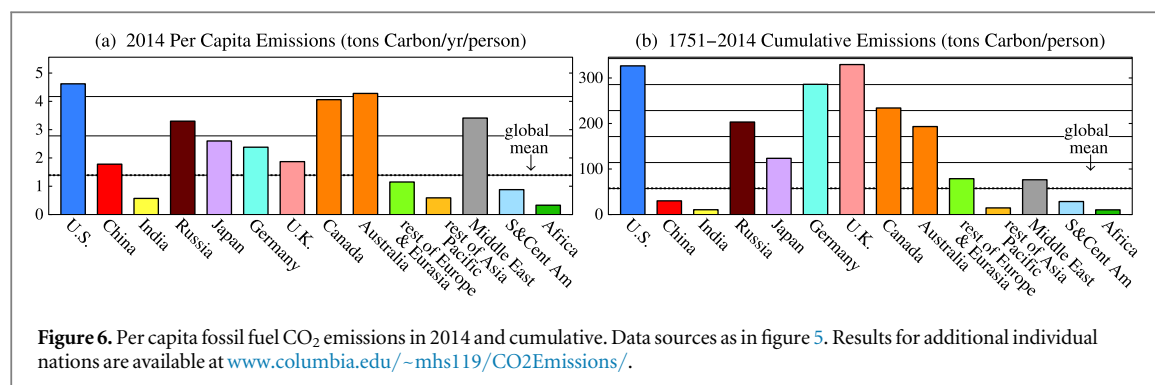 (a) 2014 Per Capita Emissions (tons Carbon/yr/person)
5
4
3
2
1
0
global
mean
U.S.
China
India
Russia
Japan
Germany
U.K.
Canada
Australia
rest of Europe
& Eurasia
rest of Asia
Pacific
Middle East
S&Cent Am
Africa
(b) 1751−2014 Cumulative Emissions (tons Carbon/person)
300
200
100
0
global
mean
U.S.
China
India
Russia
Japan
Germany
U.K.
Canada
Australia
rest of Europe
& Eurasia
rest of Asia
Pacific
Middle East
S&Cent Am
Africa
Figure 6. Per capita fossil fuel CO₂ emissions in 2014 and cumulative. Data sources as in figure 5. Results for additional individual
nations are available at www.columbia.edu/~mhs119/CO2Emissions/.